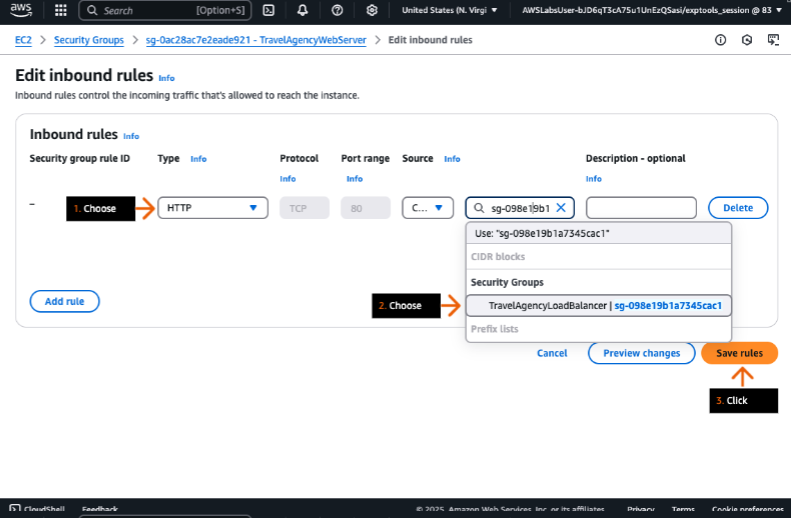 aws Search [Option+S] United States (N. Virgi AWSLabsUser-bJD6qT3cA75u1UnEzQSasi/exptools_session @ 83
EC2 > Security Groups > sg-0ac28ac7e2eade921 - TravelAgencyWebServer > Edit inbound rules
Edit inbound rules Info
Inbound rules control the incoming traffic that's allowed to reach the instance.
Inbound rules Info
Security group rule ID Type Info Protocol Info Port range Info Source Info Description - optional Info
– 1. Choose HTTP TCP 80 C... sg-098e19b1 Delete
Use: "sg-098e19b1a7345cac1"
CIDR blocks
Security Groups
Add rule 2. Choose TravelAgencyLoadBalancer | sg-098e19b1a7345cac1
Prefix lists
Cancel Preview changes Save rules
3. Click
CloudShell Feedback © 2025, Amazon Web Services, Inc. or its affiliates. Privacy Terms Cookie preferences